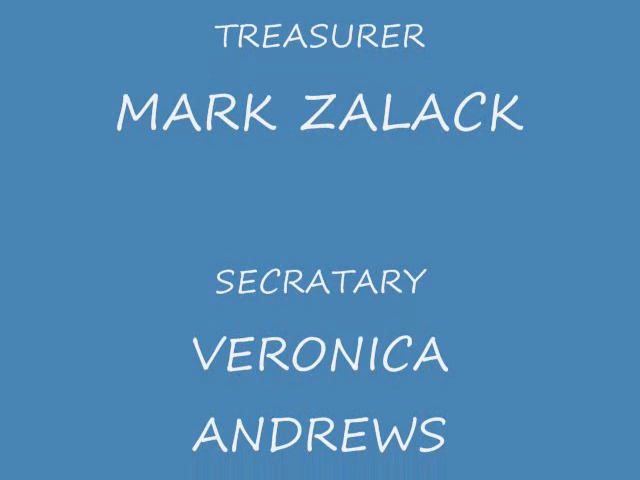 TREASURER
MARK ZALACK
SECRATARY
VERONICA
ANDREWS